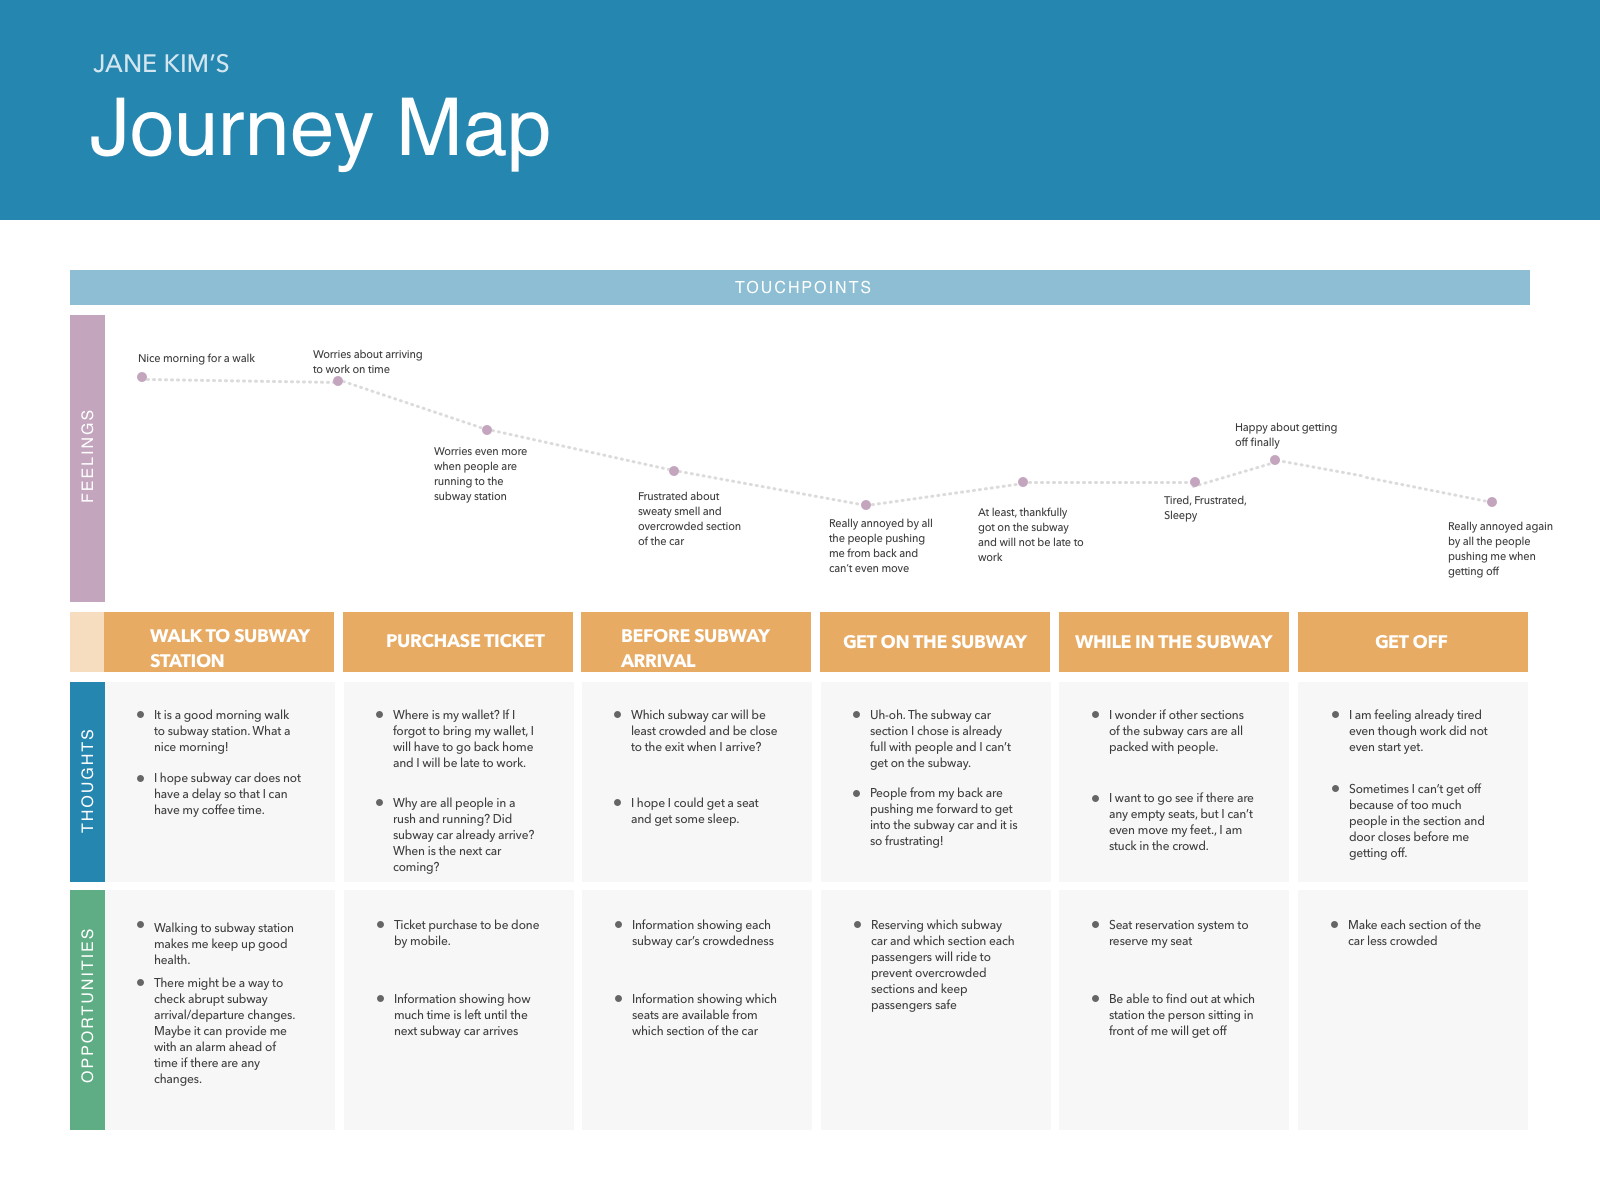 JANE KIM’S
Journey Map
TOUCHPOINTS
FEELINGS
Nice morning for a walk
Worries about arriving
to work on time
Worries even more
when people are
running to the
subway station
Frustrated about
sweaty smell and
overcrowded section
of the car
Really annoyed by all
the people pushing
me from back and
can’t even move
At least, thankfully
got on the subway
and will not be late to
work
Tired, Frustrated,
Sleepy
Happy about getting
off finally
Really annoyed again
by all the people
pushing me when
getting off
WALK TO SUBWAY
STATION
PURCHASE TICKET
BEFORE SUBWAY
ARRIVAL
GET ON THE SUBWAY
WHILE IN THE SUBWAY
GET OFF
THOUGHTS
It is a good morning walk
to subway station. What a
nice morning!
I hope subway car does not
have a delay so that I can
have my coffee time.
Where is my wallet? If I
forgot to bring my wallet, I
will have to go back home
and I will be late to work.
Why are all people in a
rush and running? Did
subway car already arrive?
When is the next car
coming?
Which subway car will be
least crowded and be close
to the exit when I arrive?
I hope I could get a seat
and get some sleep.
Uh-oh. The subway car
section I chose is already
full with people and I can’t
get on the subway.
People from my back are
pushing me forward to get
into the subway car and it is
so frustrating!
I wonder if other sections
of the subway cars are all
packed with people.
I want to go see if there are
any empty seats, but I can’t
even move my feet., I am
stuck in the crowd.
I am feeling already tired
even though work did not
even start yet.
Sometimes I can’t get off
because of too much
people in the section and
door closes before me
getting off.
OPPORTUNITIES
Walking to subway station
makes me keep up good
health.
There might be a way to
check abrupt subway
arrival/departure changes.
Maybe it can provide me
with an alarm ahead of
time if there are any
changes.
Ticket purchase to be done
by mobile.
Information showing how
much time is left until the
next subway car arrives
Information showing each
subway car’s crowdedness
Information showing which
seats are available from
which section of the car
Reserving which subway
car and which section each
passengers will ride to
prevent overcrowded
sections and keep
passengers safe
Seat reservation system to
reserve my seat
Be able to find out at which
station the person sitting in
front of me will get off
Make each section of the
car less crowded